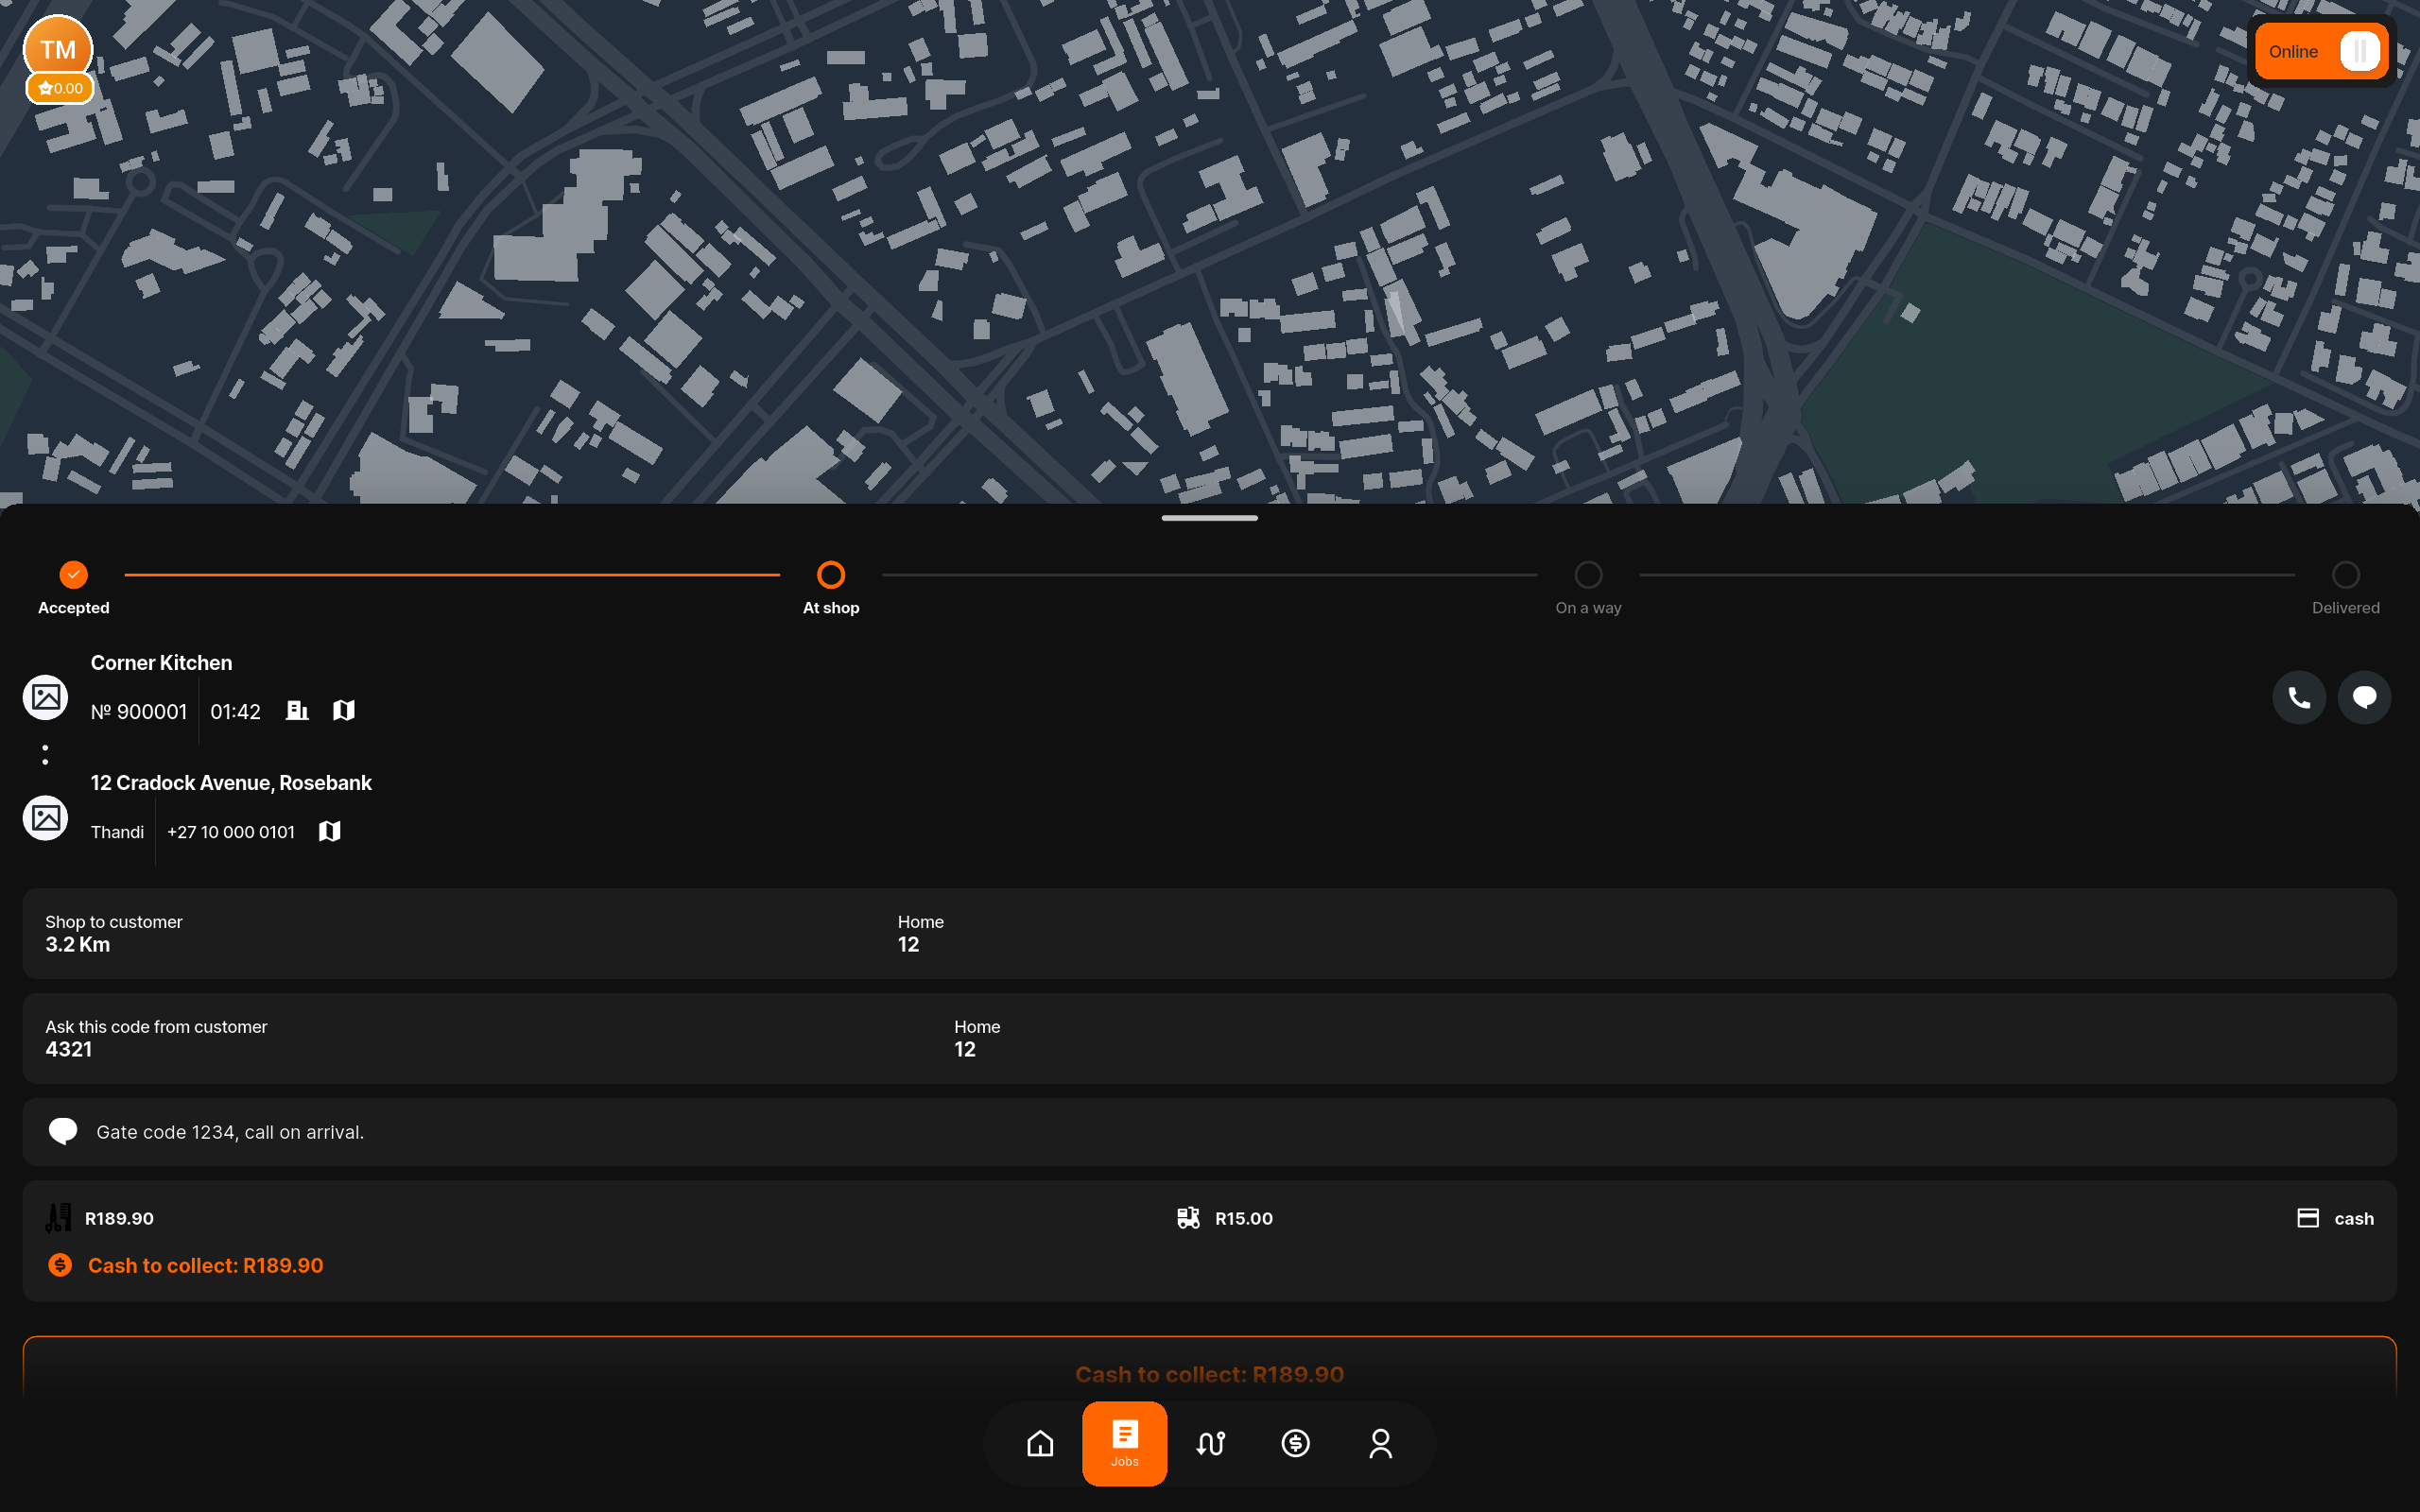 TM
0.00
Online
Accepted
At shop
On a way
Delivered
Corner Kitchen
№ 900001 01:42
12 Cradock Avenue, Rosebank
Thandi +27 10 000 0101
Shop to customer
3.2 Km
Home
12
Ask this code from customer
4321
Home
12
Gate code 1234, call on arrival.
R189.90
R15.00
cash
Cash to collect: R189.90
Cash to collect: R189.90
Jobs